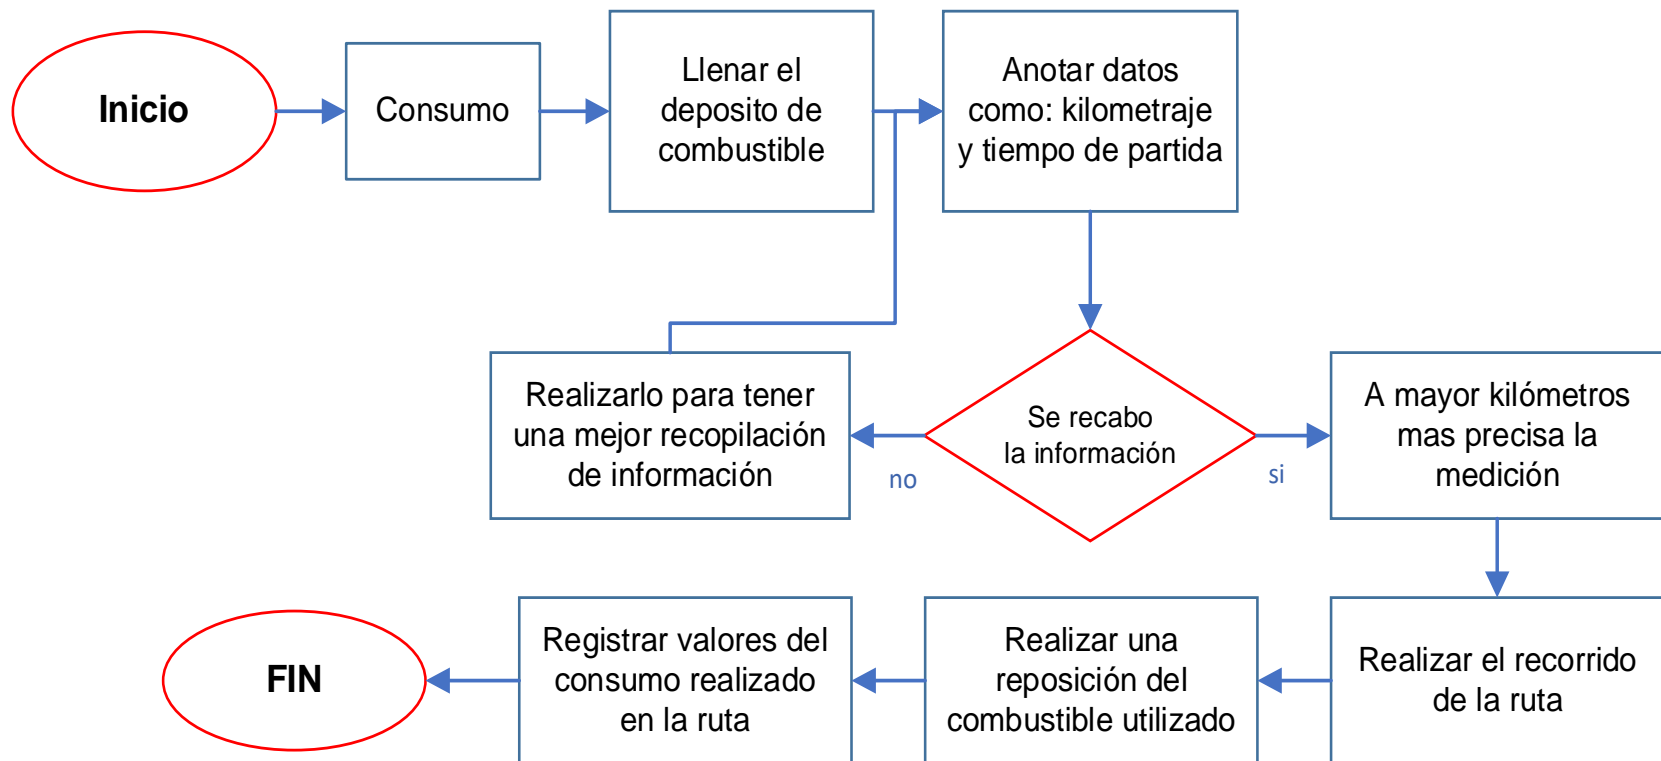 Inicio
Consumo
Llenar el
deposito de
combustible
Anotar datos
como: kilometraje
y tiempo de partida
Realizarlo para tener
una mejor recopilación
de información
no
Se recabo
la información
si
A mayor kilómetros
mas precisa la
medición
FIN
Registrar valores del
consumo realizado
en la ruta
Realizar una
reposición del
combustible utilizado
Realizar el recorrido
de la ruta